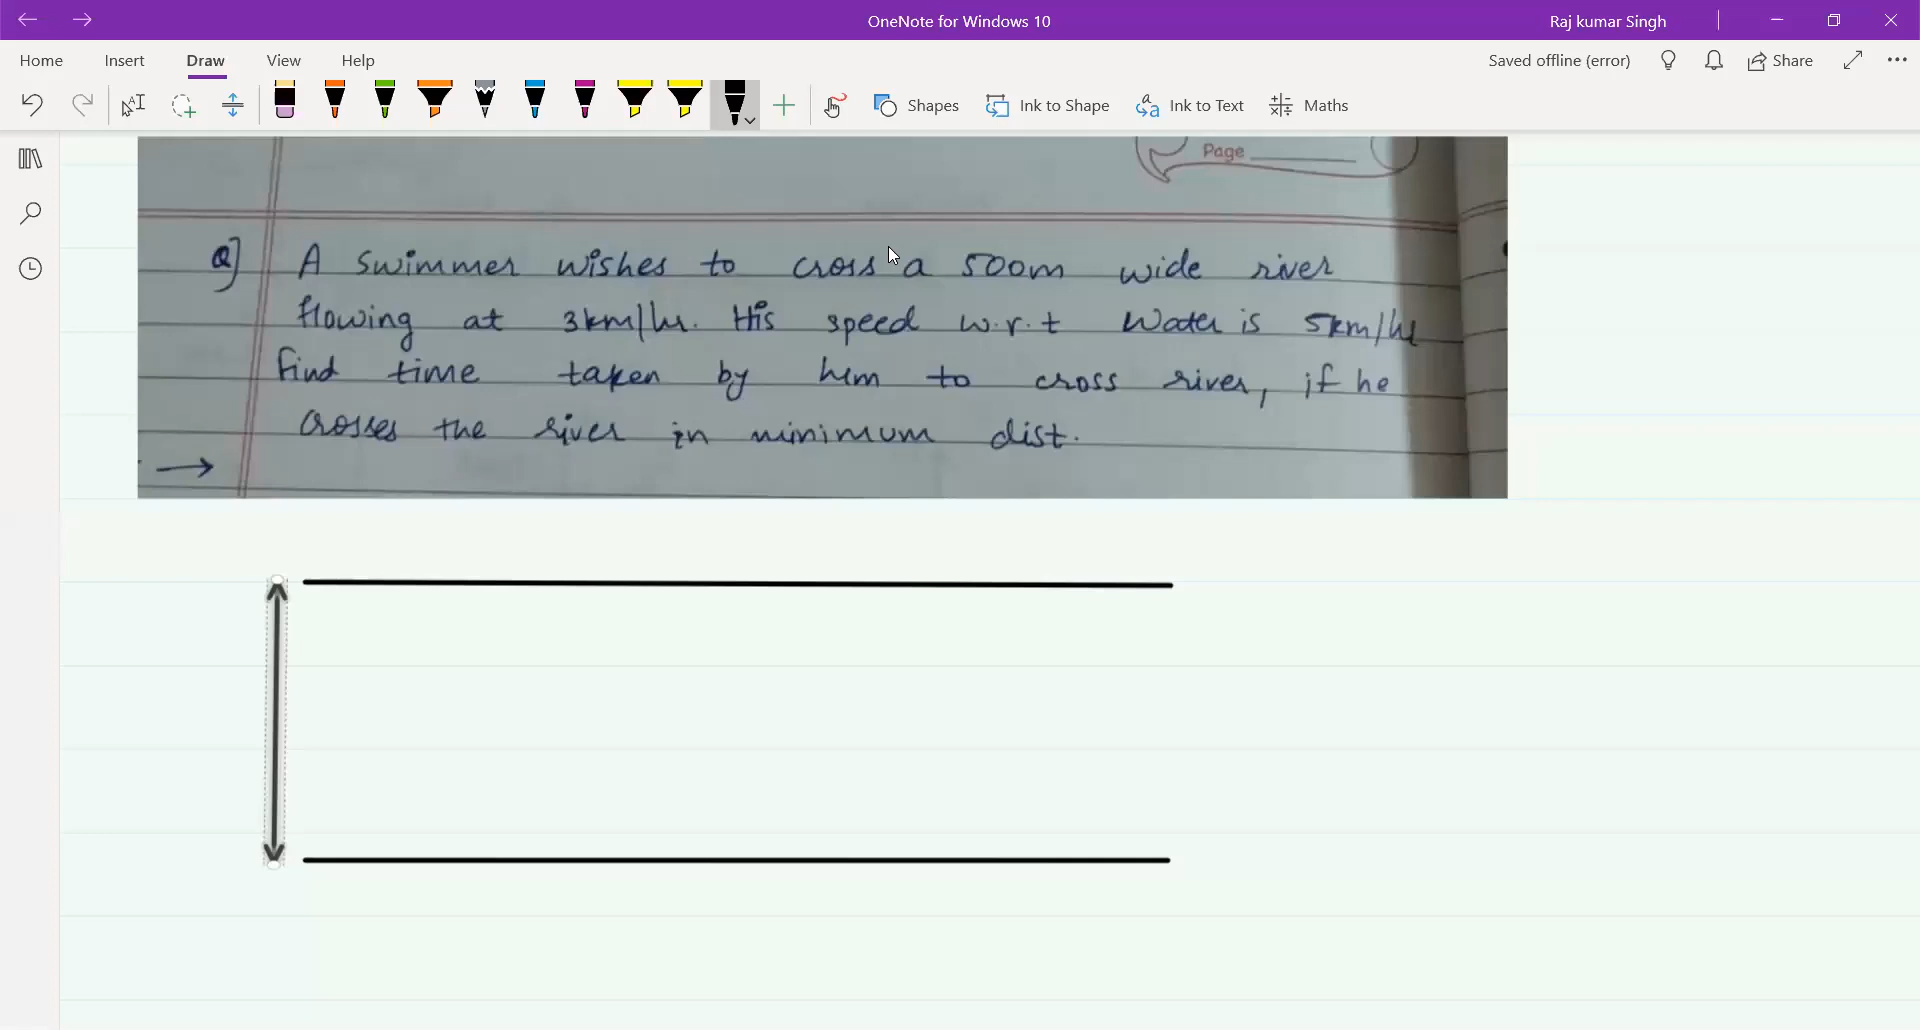 OneNote for Windows 10
Raj kumar Singh
Home Insert Draw View Help
Saved offline (error) Share
Shapes Ink to Shape Ink to Text Maths
Page
Q] A swimmer wishes to cross a 500m wide river
flowing at 3km/hr. His speed w.r.t Water is 5km/hr
Find time taken by him to cross river, if he
crosses the river in minimum dist.